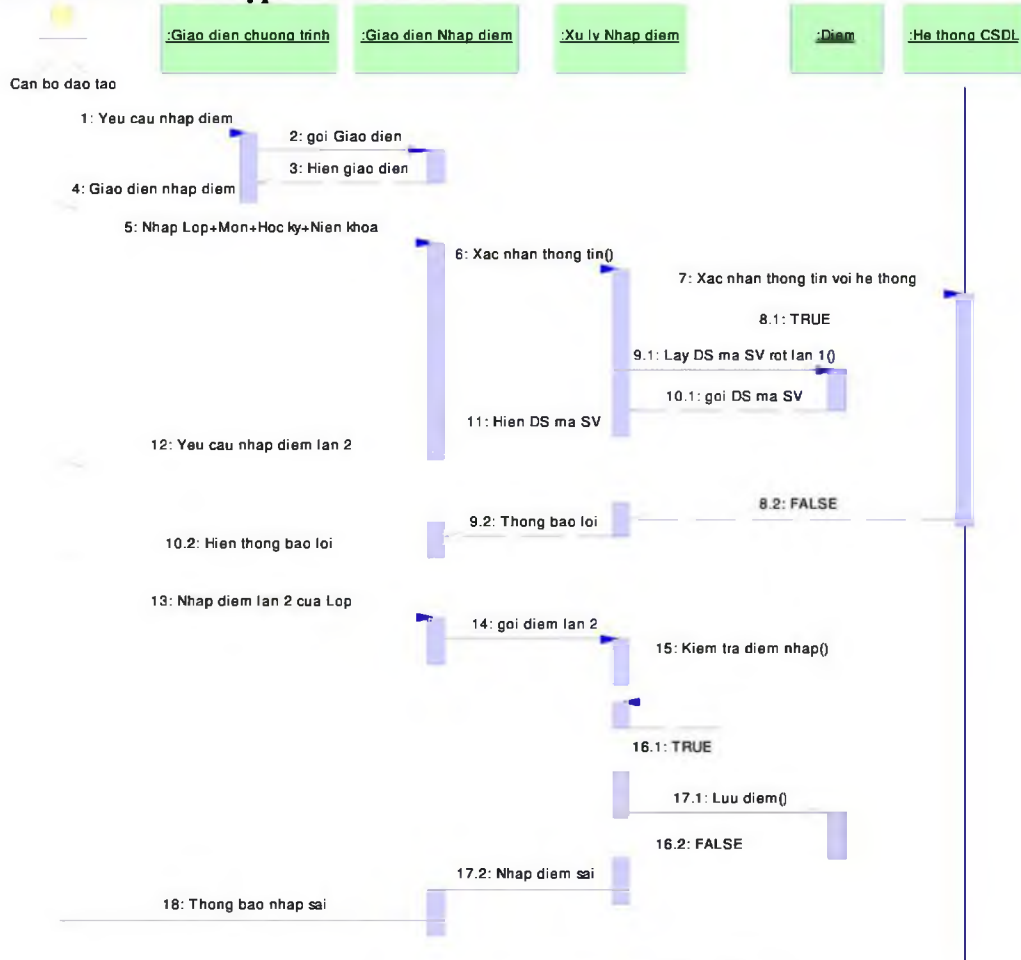 :Giao dien chuong trinh
:Giao dien Nhap diem
:Xu ly Nhap diem
:Diem
:He thong CSDL
Can bo dao tao
1: Yeu cau nhap diem
2: goi Giao dien
3: Hien giao dien
4: Giao dien nhap diem
5: Nhap Lop+Mon+Hoc ky+Nien khoa
6: Xac nhan thong tin()
7: Xac nhan thong tin voi he thong
8.1: TRUE
9.1: Lay DS ma SV rot lan 1()
10.1: goi DS ma SV
11: Hien DS ma SV
12: Yeu cau nhap diem lan 2
8.2: FALSE
9.2: Thong bao loi
10.2: Hien thong bao loi
13: Nhap diem lan 2 cua Lop
14: goi diem lan 2
15: Kiem tra diem nhap()
16.1: TRUE
17.1: Luu diem()
16.2: FALSE
17.2: Nhap diem sai
18: Thong bao nhap sai